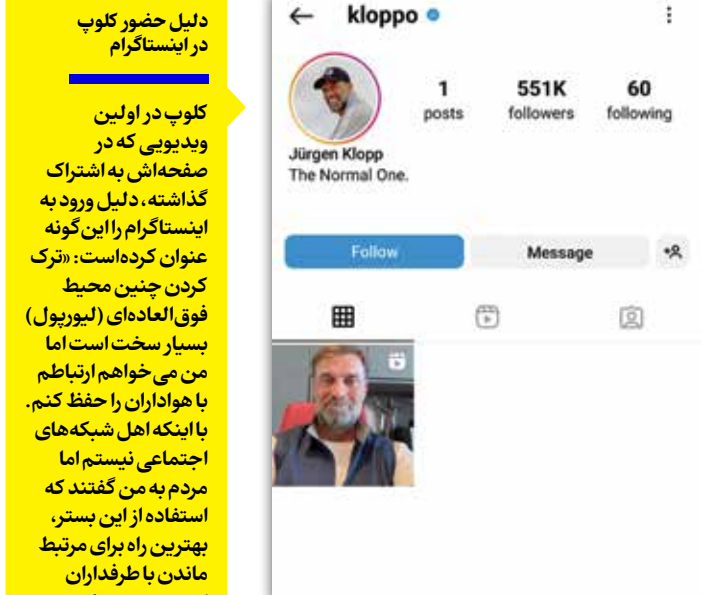 دلیل حضور کلوپ
در اینستاگرام
کلوپ در اولین
ویدیویی که در
صفحه‌اش به اشتراک
گذاشته، دلیل ورود به
اینستاگرام را این‌گونه
عنوان کرده‌است: «ترک
کردن چنین محیط
فوق‌العاده‌ای (لیورپول)
بسیار سخت است اما
من می‌خواهم ارتباطم
با هواداران را حفظ کنم.
با اینکه اهل شبکه‌های
اجتماعی نیستم اما
مردم به من گفتند که
استفاده از این بستر،
بهترین راه برای مرتبط
ماندن با طرفداران
kloppo
1
posts
551K
followers
60
following
Jürgen Klopp
The Normal One.
Follow
Message